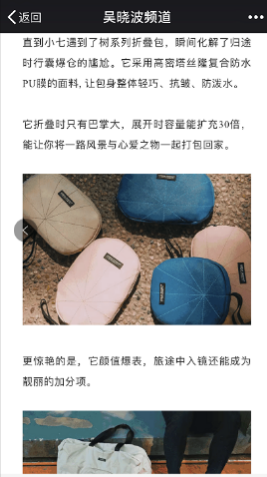 返回
吴晓波频道
直到小七遇到了树系列折叠包，瞬间化解了归途
时行囊爆仓的尴尬。它采用高密塔丝隆复合防水
PU膜的面料,让包身整体轻巧、抗皱、防泼水。
它折叠时只有巴掌大，展开时容量能扩充30倍，
能让你将一路风景与心爱之物一起打包回家。
更惊艳的是，它颜值爆表，旅途中入镜还能成为
靓丽的加分项。